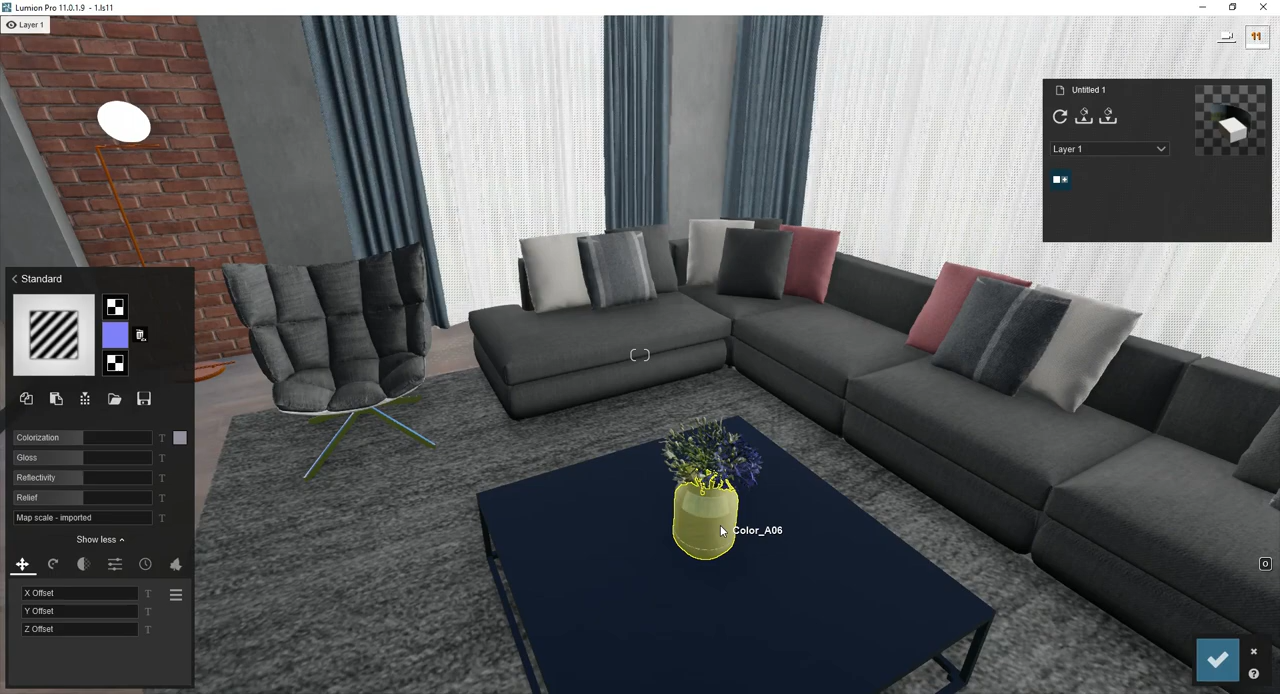 Lumion Pro 11.0.1.9 - 1.ls11
Layer 1
11
Untitled 1
Layer 1
Standard
Colorization
T
Gloss
T
Reflectivity
T
Relief
T
Map scale - imported
T
Show less
X Offset
T
Y Offset
T
Z Offset
T
Color_A06
O
?